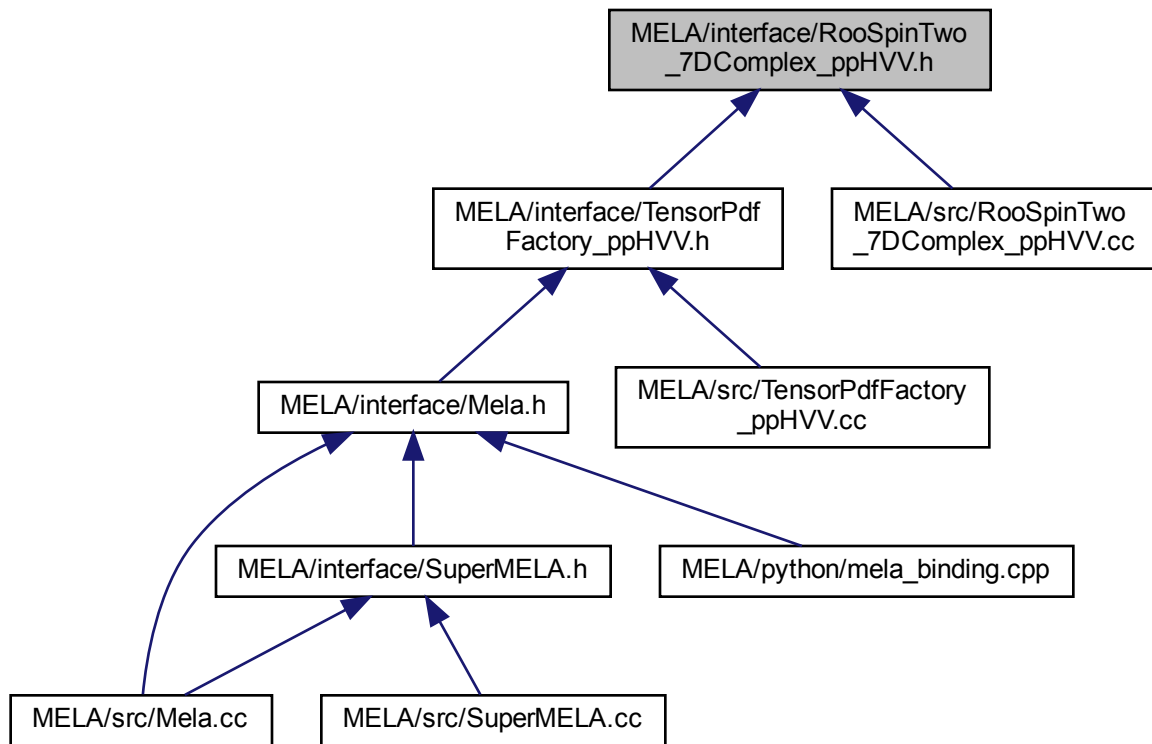 MELA/interface/RooSpinTwo
_7DComplex_ppHVV.h
MELA/interface/TensorPdf
Factory_ppHVV.h
MELA/src/RooSpinTwo
_7DComplex_ppHVV.cc
MELA/interface/Mela.h
MELA/src/TensorPdfFactory
_ppHVV.cc
MELA/interface/SuperMELA.h
MELA/python/mela_binding.cpp
MELA/src/Mela.cc
MELA/src/SuperMELA.cc